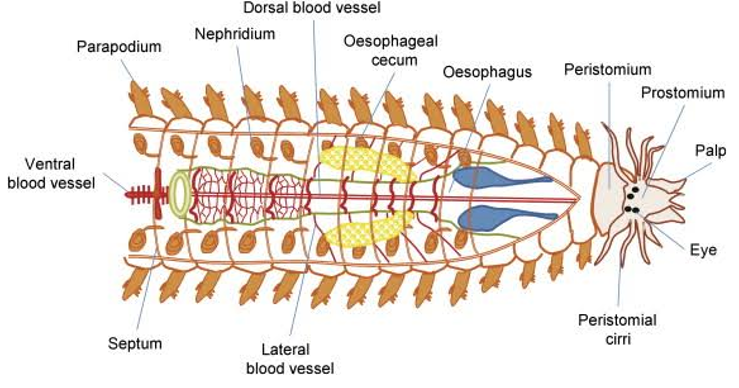 Dorsal blood vessel
Nephridium
Parapodium
Oesophageal
cecum
Oesophagus
Peristomium
Prostomium
Palp
Ventral
blood vessel
Eye
Septum
Lateral
blood vessel
Peristomial
cirri